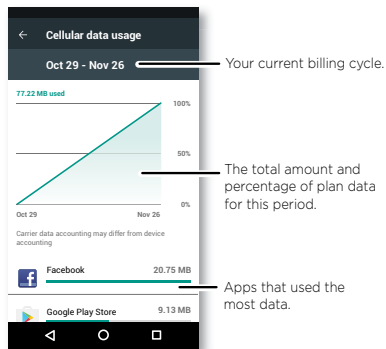 Cellular data usage
Oct 29 - Nov 26
Your current billing cycle.
77.22 MB used
100%
50%
The total amount and
percentage of plan data
for this period.
0%
Oct 29
Nov 26
Carrier data accounting may differ from device
accounting
Facebook
20.75 MB
Apps that used the
most data.
Google Play Store
9.13 MB